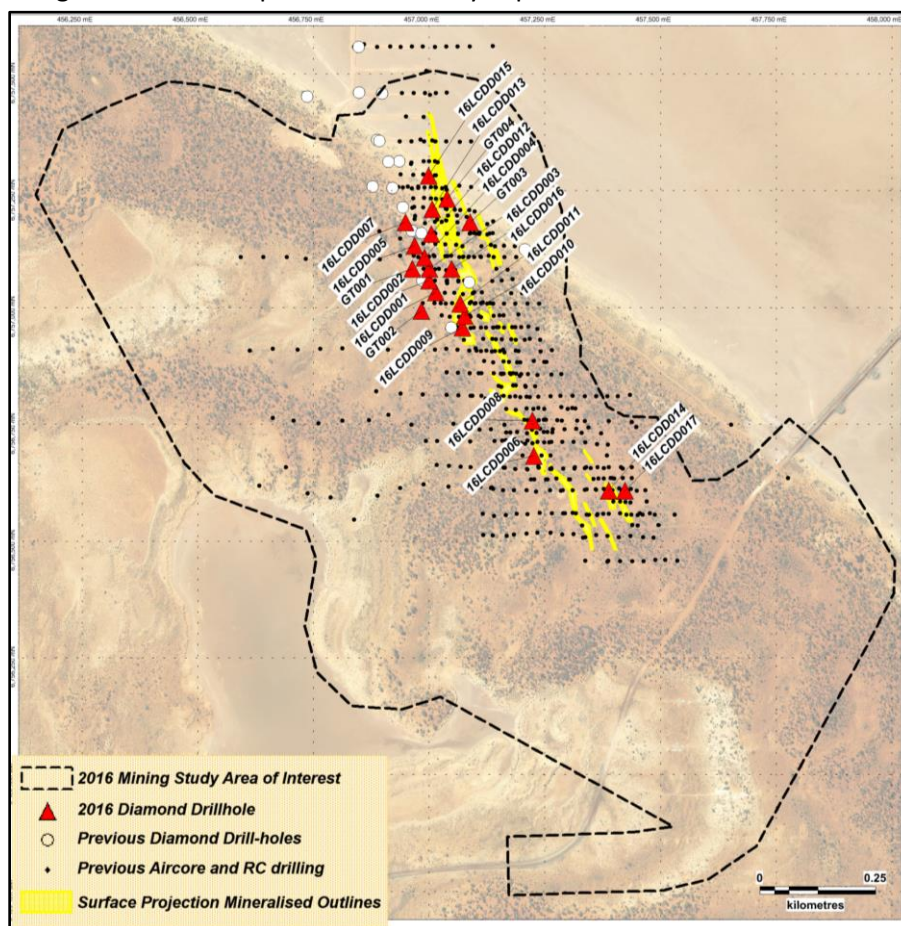 456,250 mE
456,500 mE
456,750 mE
457,000 mE
457,250 mE
457,500 mE
457,750 mE
458,000 mE
16LCDD015
16LCDD013
GT004
16LCDD012
16LCDD004
GT003
16LCDD003
16LCDD016
16LCDD011
16LCDD010
16LCDD007
16LCDD005
GT001
16LCDD002
16LCDD001
GT002
16LCDD009
16LCDD008
16LCDD006
16LCDD014
16LCDD017
2016 Mining Study Area of Interest
2016 Diamond Drillhole
Previous Diamond Drill-holes
Previous Aircore and RC drilling
Surface Projection Mineralised Outlines
0 0.25
kilometres